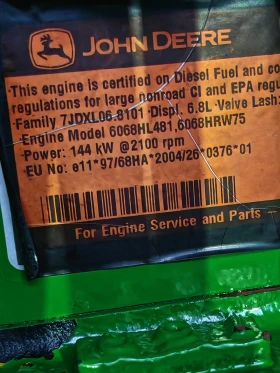 JOHN DEERE
This engine is certified on Diesel Fuel and co
regulations for large nonroad CI and EPA regu
Family 7JDXL06.8101 Displ. 6.8L Valve Lash
Engine Model 6068HL481,6068HRW75
Power: 144 kW @2100 rpm
EU No: e11*97/68HA*2004/26*0376*01
For Engine Service and Parts